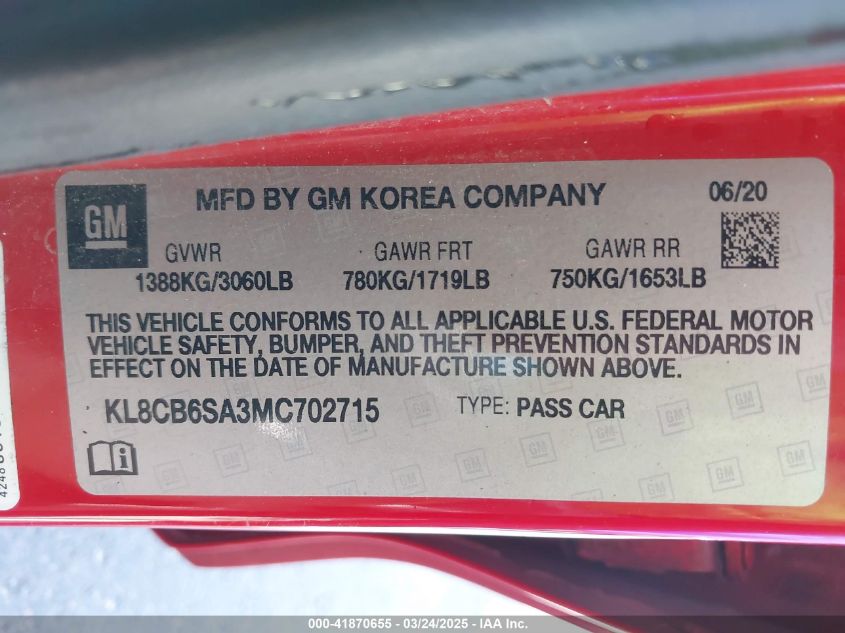 GM
MFD BY GM KOREA COMPANY
06/20
GVWR
GAWR FRT
GAWR RR
1388KG/3060LB
780KG/1719LB
750KG/1653LB
THIS VEHICLE CONFORMS TO ALL APPLICABLE U.S. FEDERAL MOTOR
VEHICLE SAFETY, BUMPER, AND THEFT PREVENTION STANDARDS IN
EFFECT ON THE DATE OF MANUFACTURE SHOWN ABOVE.
KL8CB6SA3MC702715
TYPE: PASS CAR
000-41870655 - 03/24/2025 - IAA Inc.